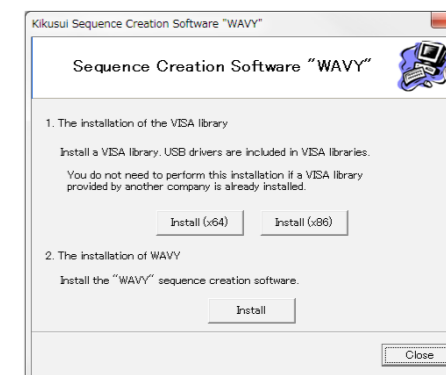 Kikusui Sequence Creation Software "WAVY"
Sequence Creation Software "WAVY"
1. The installation of the VISA library
Install a VISA library. USB drivers are included in VISA libraries.
You do not need to perform this installation if a VISA library
provided by another company is already installed.
Install (x64) Install (x86)
2. The installation of WAVY
Install the "WAVY" sequence creation software.
Install
Close